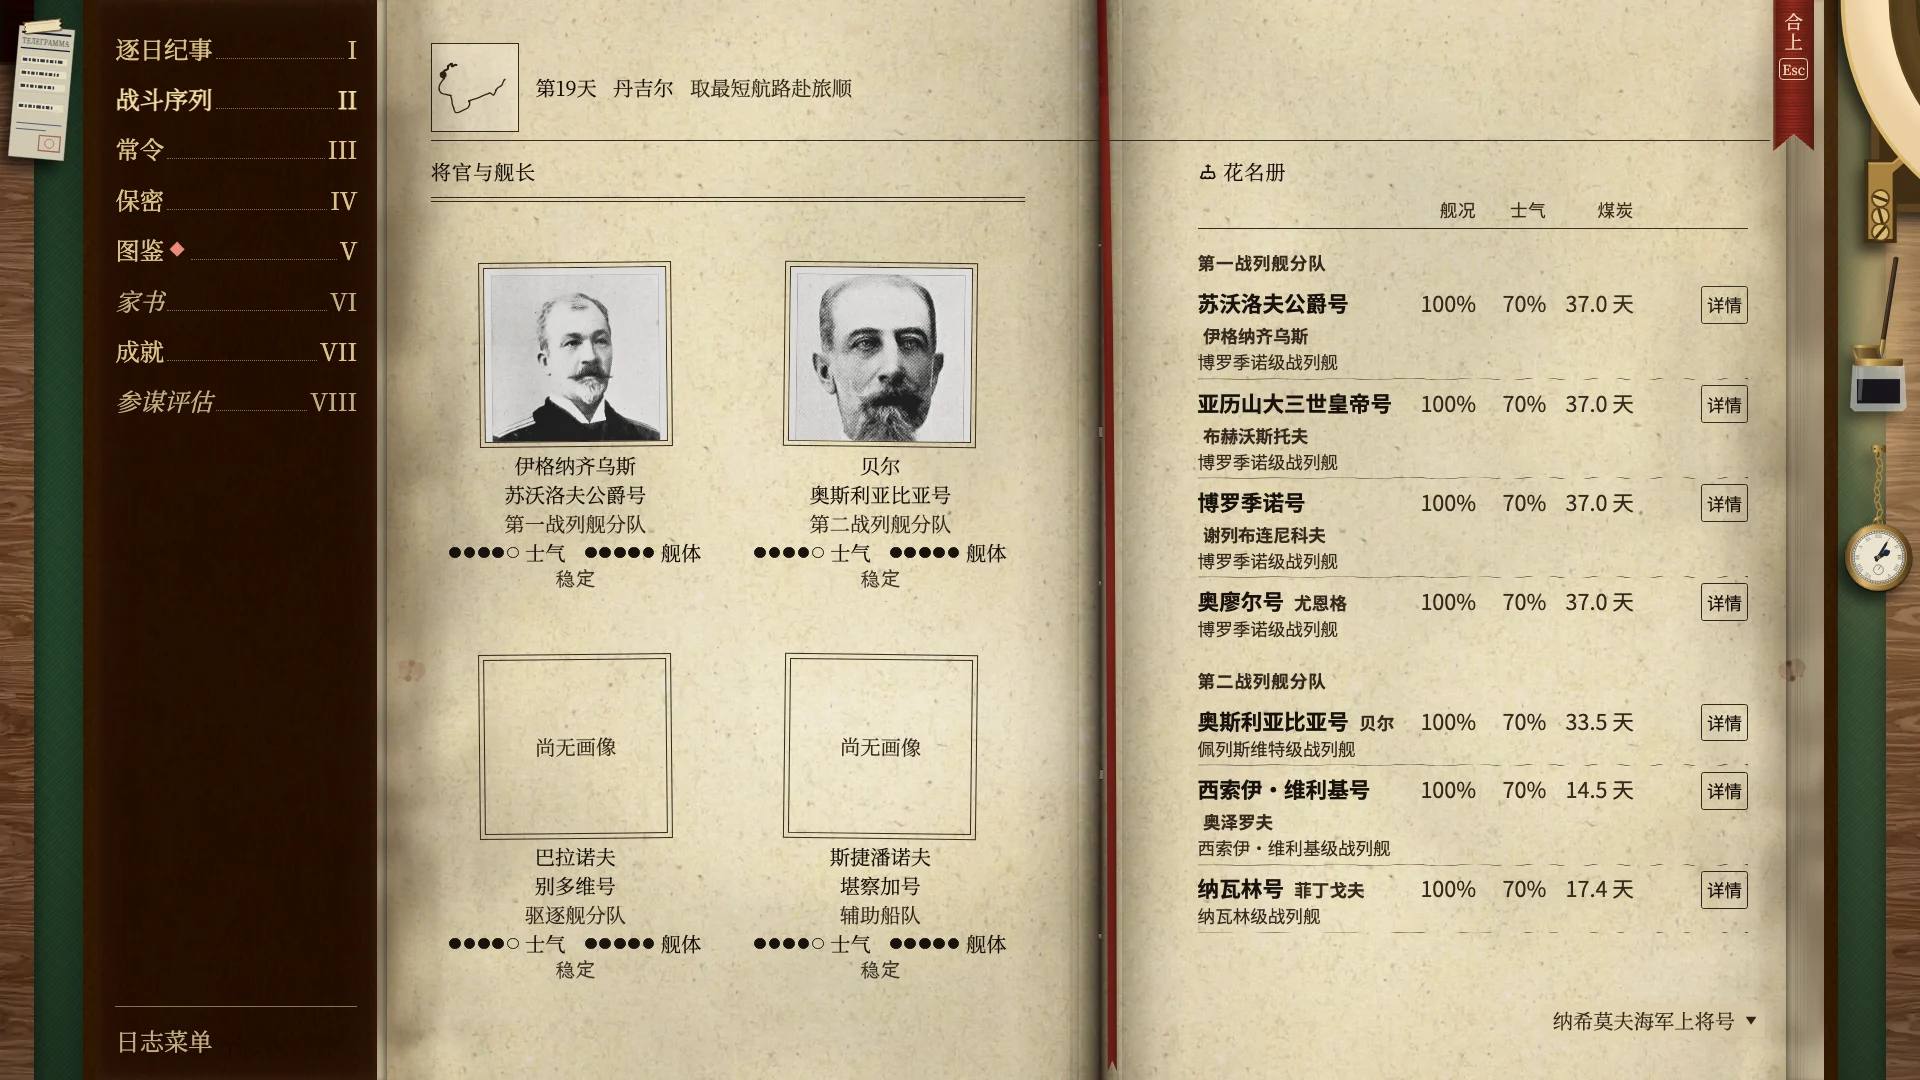 ТЕЛЕГРАММА
逐日纪事 I
战斗序列 II
常令 III
保密 IV
图鉴 V
家书 VI
成就 VII
参谋评估 VIII
日志菜单
第19天 丹吉尔 取最短航路赴旅顺
将官与舰长
伊格纳齐乌斯
苏沃洛夫公爵号
第一战列舰分队
士气 舰体
稳定
贝尔
奥斯利亚比亚号
第二战列舰分队
士气 舰体
稳定
尚无画像
巴拉诺夫
别多维号
驱逐舰分队
士气 舰体
稳定
尚无画像
斯捷潘诺夫
堪察加号
辅助船队
士气 舰体
稳定
花名册
舰况 士气 煤炭
第一战列舰分队
苏沃洛夫公爵号 100% 70% 37.0 天 详情
伊格纳齐乌斯
博罗季诺级战列舰
亚历山大三世皇帝号 100% 70% 37.0 天 详情
布赫沃斯托夫
博罗季诺级战列舰
博罗季诺号 100% 70% 37.0 天 详情
谢列布连尼科夫
博罗季诺级战列舰
奥廖尔号 尤恩格 100% 70% 37.0 天 详情
博罗季诺级战列舰
第二战列舰分队
奥斯利亚比亚号 贝尔 100% 70% 33.5 天 详情
佩列斯维特级战列舰
西索伊·维利基号 100% 70% 14.5 天 详情
奥泽罗夫
西索伊·维利基级战列舰
纳瓦林号 菲丁戈夫 100% 70% 17.4 天 详情
纳瓦林级战列舰
纳希莫夫海军上将号 ▼
合上
Esc